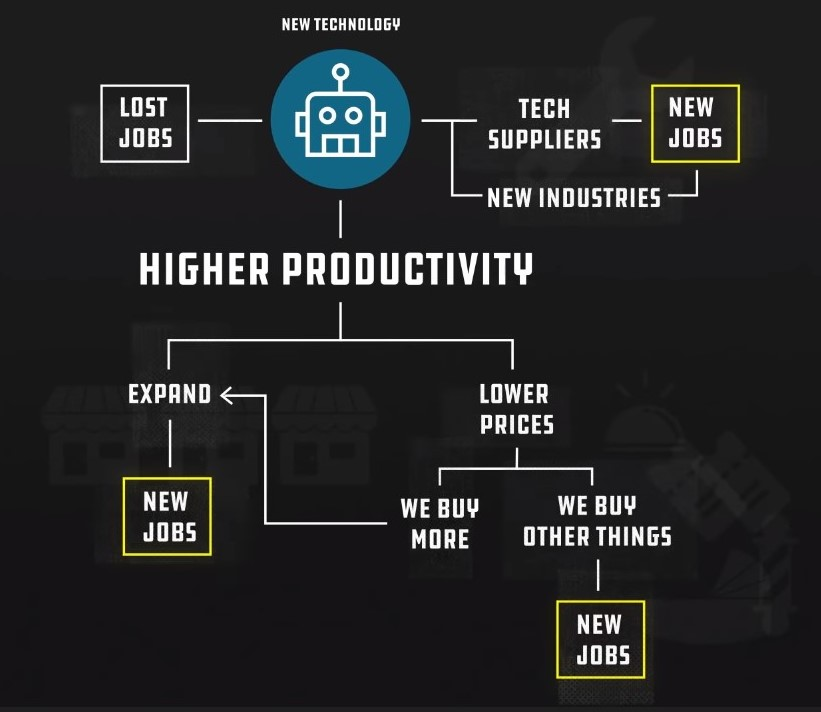 NEW TECHNOLOGY
LOST
JOBS
TECH
SUPPLIERS
NEW
JOBS
NEW INDUSTRIES
HIGHER PRODUCTIVITY
EXPAND
LOWER
PRICES
NEW
JOBS
WE BUY
MORE
WE BUY
OTHER THINGS
NEW
JOBS